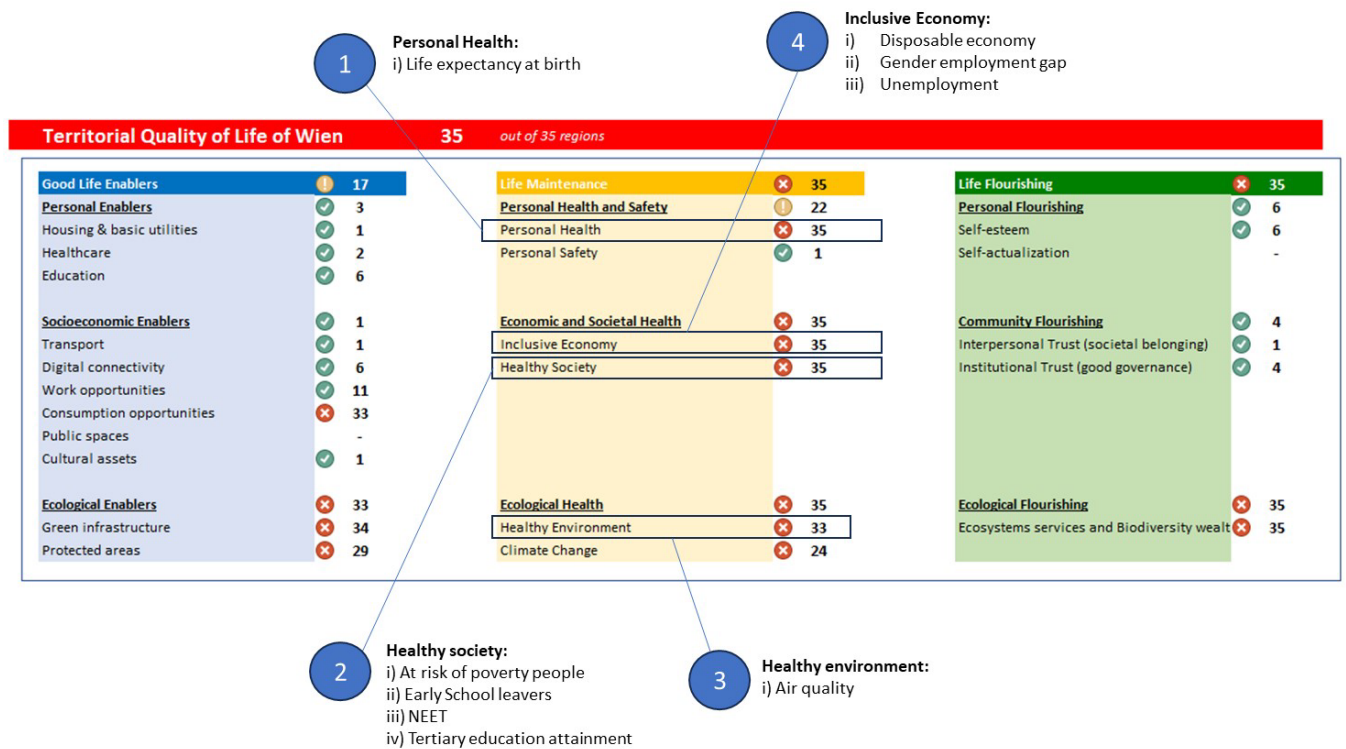 Inclusive Economy:
i) Disposable economy
ii) Gender employment gap
iii) Unemployment
4
Personal Health:
i) Life expectancy at birth
1
Territorial Quality of Life of Wien 35 out of 35 regions
Good Life Enablers 17
Personal Enablers 3
Housing & basic utilities 1
Healthcare 2
Education 6
Socioeconomic Enablers 1
Transport 1
Digital connectivity 6
Work opportunities 11
Consumption opportunities 33
Public spaces -
Cultural assets 1
Ecological Enablers 33
Green infrastructure 34
Protected areas 29
Life Maintenance 35
Personal Health and Safety 22
Personal Health 35
Personal Safety 1
Economic and Societal Health 35
Inclusive Economy 35
Healthy Society 35
Ecological Health 35
Healthy Environment 33
Climate Change 24
Life Flourishing 35
Personal Flourishing 6
Self-esteem 6
Self-actualization -
Community Flourishing 4
Interpersonal Trust (societal belonging) 1
Institutional Trust (good governance) 4
Ecological Flourishing 35
Ecosystems services and Biodiversity wealt 35
2
Healthy society:
i) At risk of poverty people
ii) Early School leavers
iii) NEET
iv) Tertiary education attainment
3
Healthy environment:
i) Air quality